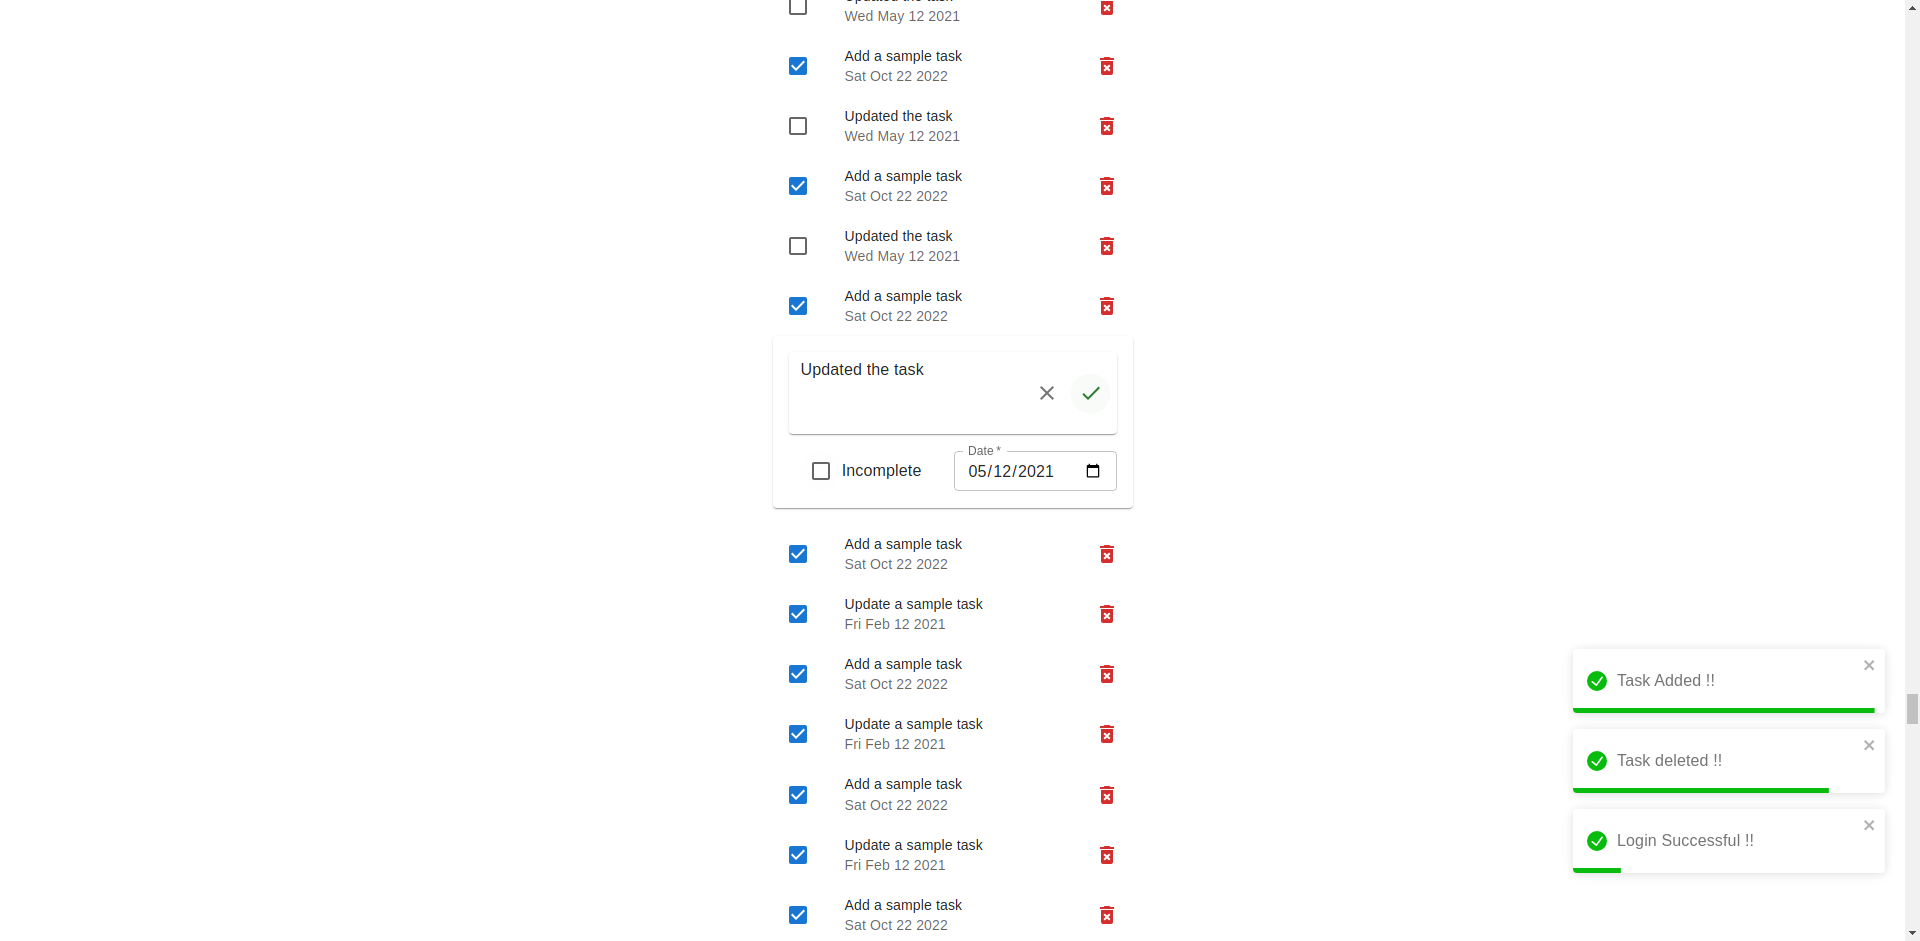 Updated the task
Wed May 12 2021
Add a sample task
Sat Oct 22 2022
Updated the task
Wed May 12 2021
Add a sample task
Sat Oct 22 2022
Updated the task
Wed May 12 2021
Add a sample task
Sat Oct 22 2022
Updated the task
Incomplete
Date *
05/12/2021
Add a sample task
Sat Oct 22 2022
Update a sample task
Fri Feb 12 2021
Add a sample task
Sat Oct 22 2022
Update a sample task
Fri Feb 12 2021
Add a sample task
Sat Oct 22 2022
Update a sample task
Fri Feb 12 2021
Add a sample task
Sat Oct 22 2022
Task Added !!
Task deleted !!
Login Successful !!